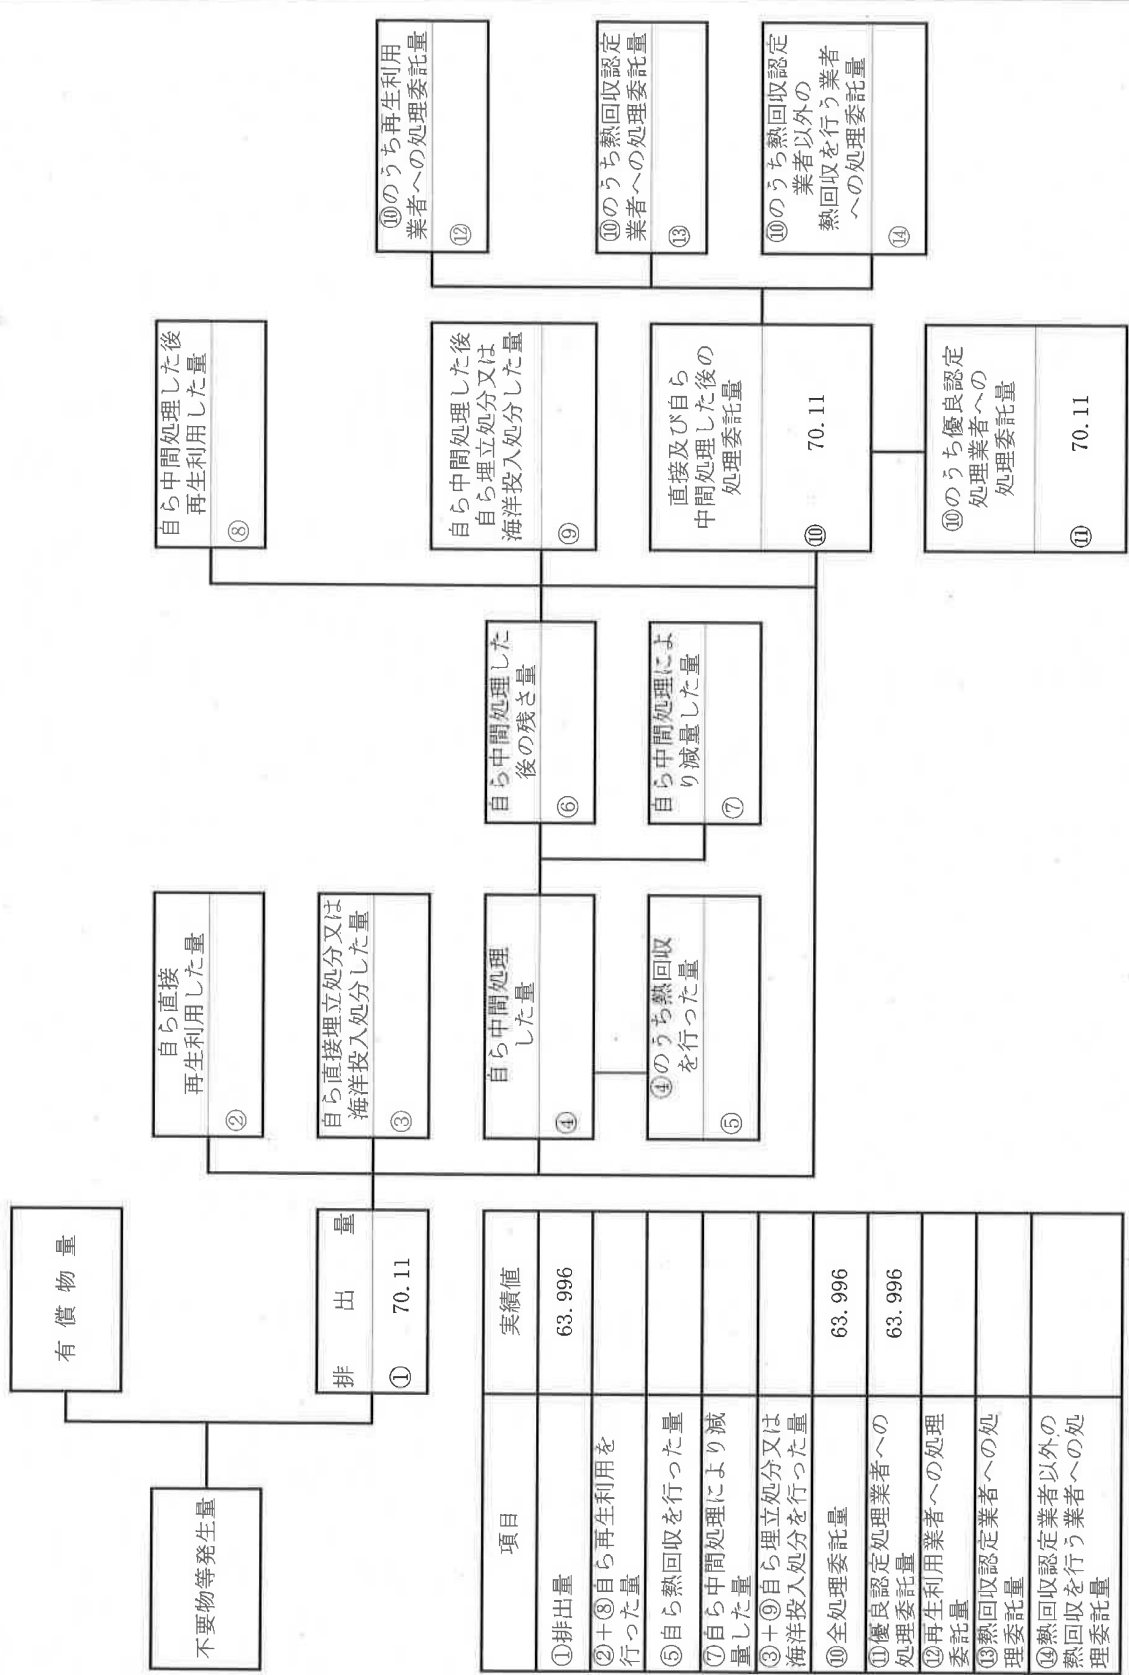 不要物等発生量
有償物量
排出量
① 70.11
自ら直接
再生利用した量
②
自ら直接埋立処分又は
海洋投入処分した量
③
自ら中間処理
した量
④
④のうち熱回収
を行った量
⑤
自ら中間処理した
後の残さ量
⑥
自ら中間処理によ
り減量した量
⑦
自ら中間処理した後
再生利用した量
⑧
自ら中間処理した後
自ら埋立処分又は
海洋投入処分した量
⑨
直接及び自ら
中間処理した後の
処理委託量
⑩ 70.11
⑩のうち優良認定
処理業者への
処理委託量
⑪ 70.11
⑩のうち再生利用
業者への処理委託量
⑫
⑩のうち熱回収認定
業者への処理委託量
⑬
⑩のうち熱回収認定
業者以外の
熱回収を行う業者
への処理委託量
⑭
項目 実績値
①排出量 63.996
②+⑧自ら再生利用を
行った量
⑤自ら熱回収を行った量
⑦自ら中間処理により減
量した量
③+⑨自ら埋立処分又は
海洋投入処分を行った量
⑩全処理委託量 63.996
⑪優良認定処理業者への
処理委託量 63.996
⑫再生利用業者への処理
委託量
⑬熱回収認定業者への処
理委託量
⑭熱回収認定業者以外の
熱回収を行う業者への処
理委託量